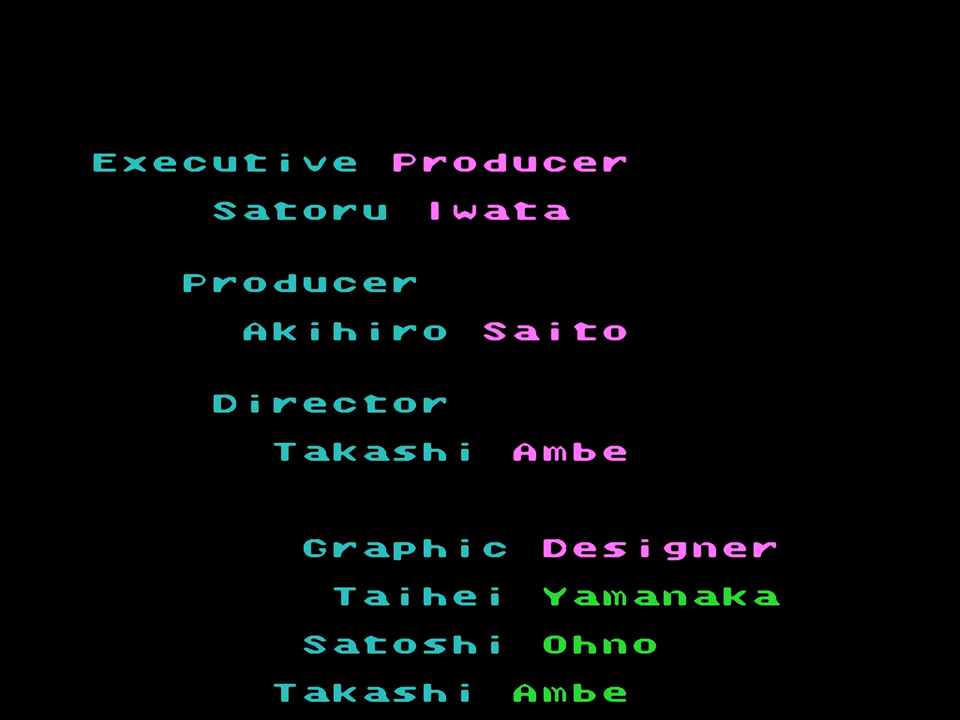 Executive Producer
Satoru Iwata
Producer
Akihiro Saito
Director
Takashi Ambe
Graphic Designer
Taihei Yamanaka
Satoshi Ohno
Takashi Ambe